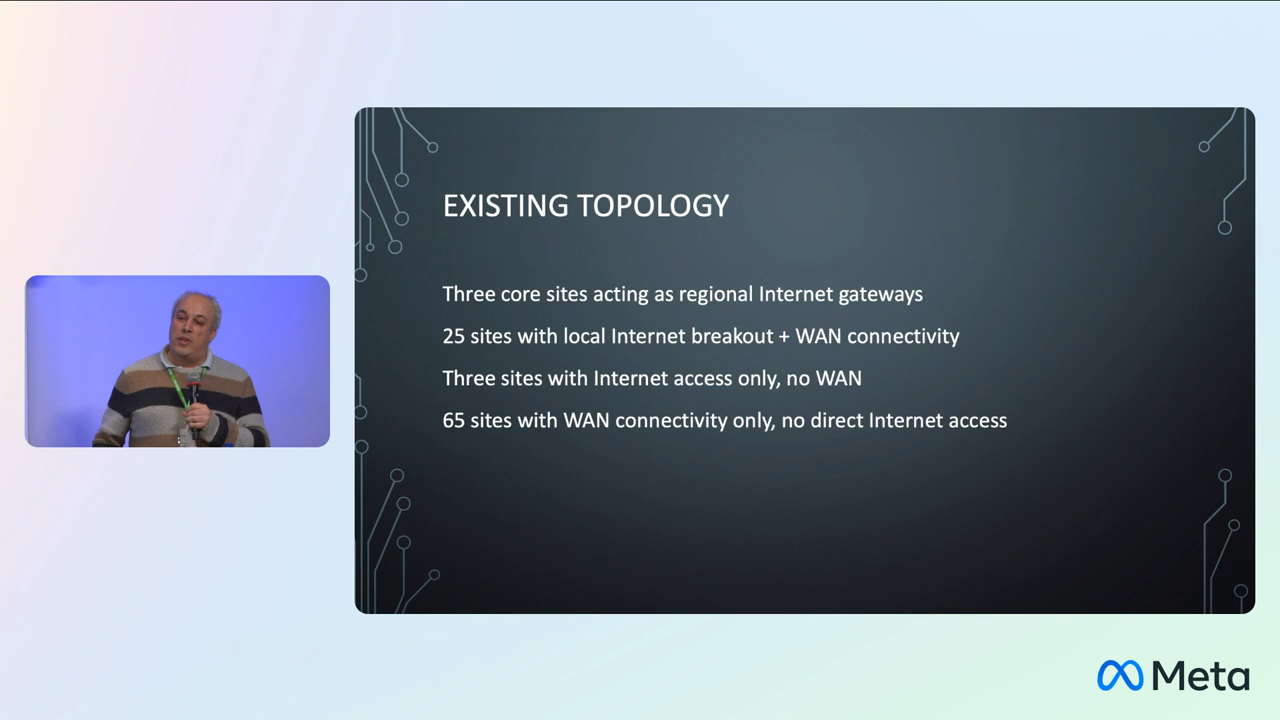 EXISTING TOPOLOGY
Three core sites acting as regional Internet gateways
25 sites with local Internet breakout + WAN connectivity
Three sites with Internet access only, no WAN
65 sites with WAN connectivity only, no direct Internet access
Meta